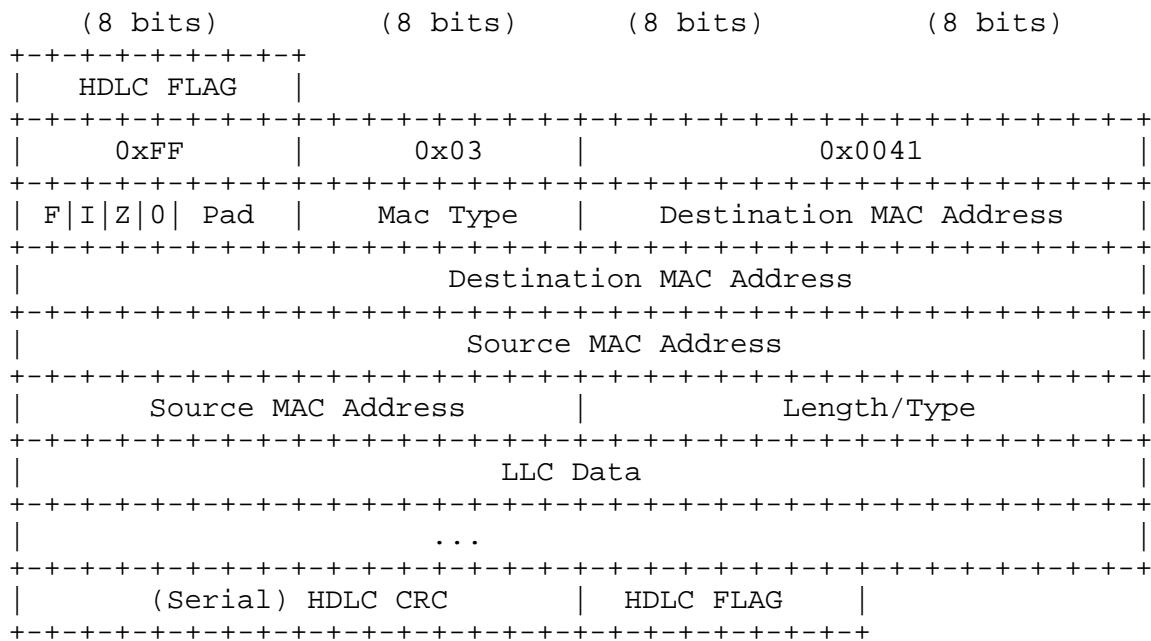 (8 bits) (8 bits) (8 bits) (8 bits)
+-+-+-+-+-+-+-+-+
| HDLC FLAG |
+-+-+-+-+-+-+-+-+-+-+-+-+-+-+-+-+-+-+-+-+-+-+-+-+-+-+-+-+-+-+-+-+
| 0xFF | 0x03 | 0x0041 |
+-+-+-+-+-+-+-+-+-+-+-+-+-+-+-+-+-+-+-+-+-+-+-+-+-+-+-+-+-+-+-+-+
| F|I|Z|0| Pad | Mac Type | Destination MAC Address |
+-+-+-+-+-+-+-+-+-+-+-+-+-+-+-+-+-+-+-+-+-+-+-+-+-+-+-+-+-+-+-+-+
| Destination MAC Address |
+-+-+-+-+-+-+-+-+-+-+-+-+-+-+-+-+-+-+-+-+-+-+-+-+-+-+-+-+-+-+-+-+
| Source MAC Address |
+-+-+-+-+-+-+-+-+-+-+-+-+-+-+-+-+-+-+-+-+-+-+-+-+-+-+-+-+-+-+-+-+
| Source MAC Address | Length/Type |
+-+-+-+-+-+-+-+-+-+-+-+-+-+-+-+-+-+-+-+-+-+-+-+-+-+-+-+-+-+-+-+-+
| LLC Data |
+-+-+-+-+-+-+-+-+-+-+-+-+-+-+-+-+-+-+-+-+-+-+-+-+-+-+-+-+-+-+-+-+
| ... |
+-+-+-+-+-+-+-+-+-+-+-+-+-+-+-+-+-+-+-+-+-+-+-+-+-+-+-+-+-+-+-+-+
| (Serial) HDLC CRC | HDLC FLAG |
+-+-+-+-+-+-+-+-+-+-+-+-+-+-+-+-+-+-+-+-+-+-+-+-+